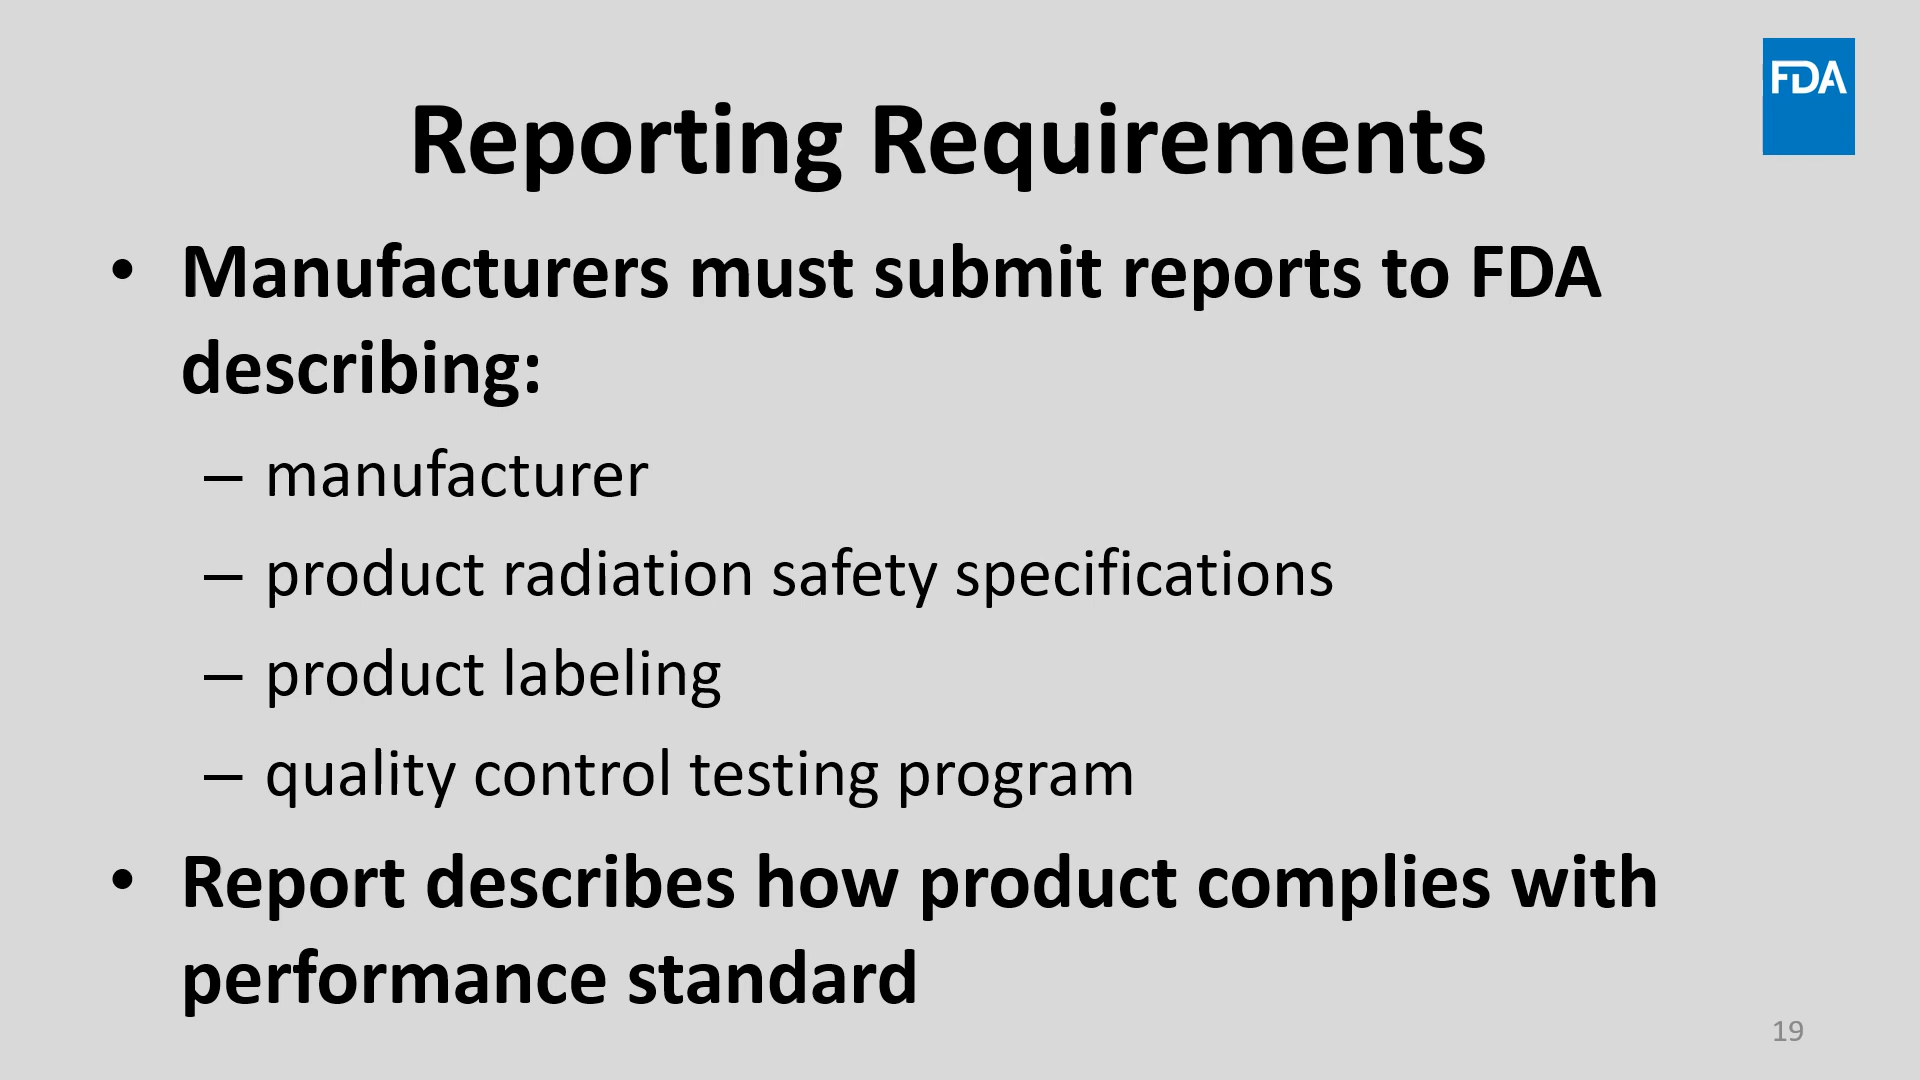 FDA
Reporting Requirements
• Manufacturers must submit reports to FDA
describing:
– manufacturer
– product radiation safety specifications
– product labeling
– quality control testing program
• Report describes how product complies with
performance standard
19